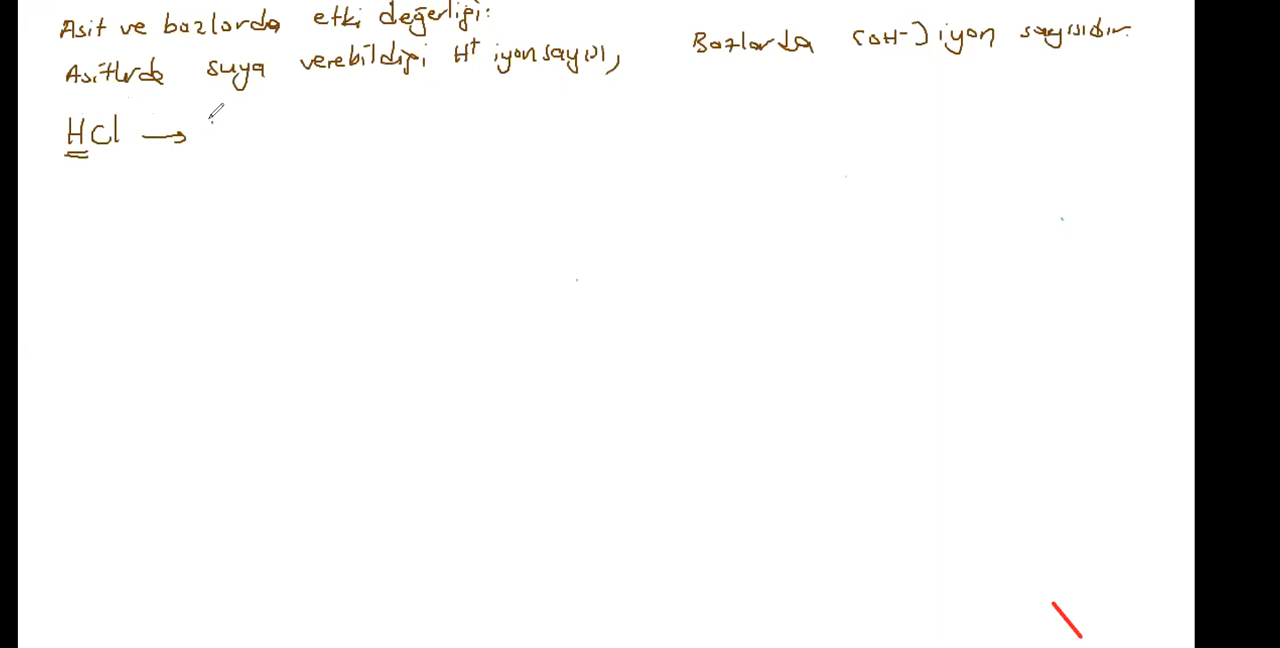 Asit ve bazlarda etki değerliği:
Asitlerde suya verebildiği H⁺ iyon sayısı, Bazlarda (OH-) iyon sayısıdır.
HCl →